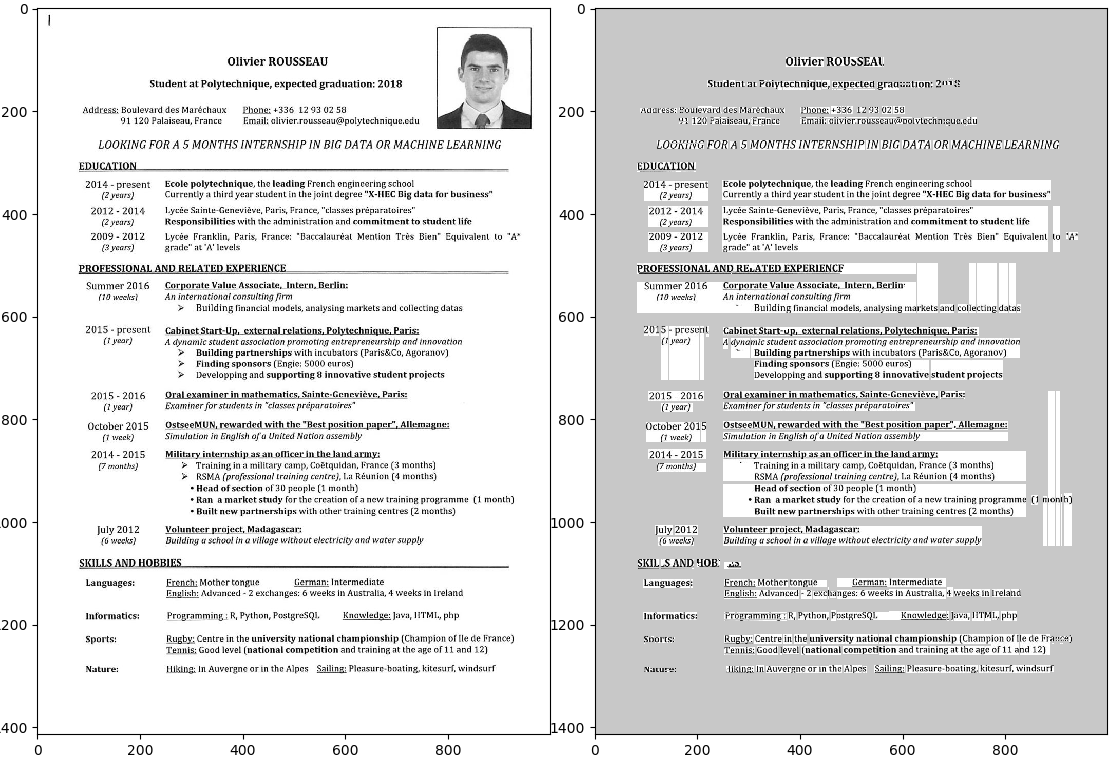 0
200
400
600
800
1000
1200
1400
Olivier ROUSSEAU
Student at Polytechnique, expected graduation: 2018
Address: Boulevard des Maréchaux Phone: +336 12 93 02 58
91 120 Palaiseau, France Email: olivier.rousseau@polytechnique.edu
LOOKING FOR A 5 MONTHS INTERNSHIP IN BIG DATA OR MACHINE LEARNING
EDUCATION
2014 - present Ecole polytechnique, the leading French engineering school
(2 years) Currently a third year student in the joint degree "X-HEC Big data for business"
2012 - 2014 Lycée Sainte-Geneviève, Paris, France, "classes préparatoires"
(2 years) Responsibilities with the administration and commitment to student life
2009 - 2012 Lycée Franklin, Paris, France: "Baccalauréat Mention Très Bien" Equivalent to "A*
(3 years) grade" at 'A' levels
PROFESSIONAL AND RELATED EXPERIENCE
Summer 2016 Corporate Value Associate, Intern, Berlin:
(10 weeks) An international consulting firm
➢ Building financial models, analysing markets and collecting datas
2015 - present Cabinet Start-Up, external relations, Polytechnique, Paris:
(1 year) A dynamic student association promoting entrepreneurship and innovation
➢ Building partnerships with incubators (Paris&Co, Agoranov)
➢ Finding sponsors (Engie: 5000 euros)
➢ Developping and supporting 8 innovative student projects
2015 - 2016 Oral examiner in mathematics, Sainte-Geneviève, Paris:
(1 year) Examiner for students in "classes préparatoires"
October 2015 OstseeMUN, rewarded with the "Best position paper", Allemagne:
(1 week) Simulation in English of a United Nation assembly
2014 - 2015 Military internship as an officer in the land army:
(7 months) ➢ Training in a military camp, Coëtquidan, France (3 months)
➢ RSMA (professional training centre), La Réunion (4 months)
• Head of section of 30 people (1 month)
• Ran a market study for the creation of a new training programme (1 month)
• Built new partnerships with other training centres (2 months)
July 2012 Volunteer project, Madagascar:
(6 weeks) Building a school in a village without electricity and water supply
SKILLS AND HOBBIES
Languages: French: Mother tongue German: Intermediate
English: Advanced - 2 exchanges: 6 weeks in Australia, 4 weeks in Ireland
Informatics: Programming : R, Python, PostgreSQL Knowledge: Java, HTML, php
Sports: Rugby: Centre in the university national championship (Champion of Ile de France)
Tennis: Good level (national competition and training at the age of 11 and 12)
Nature: Hiking: In Auvergne or in the Alpes Sailing: Pleasure-boating, kitesurf, windsurf
0 200 400 600 800
Olivier ROUSSEAU
Student at Polytechnique, expected graduation: 2018
Address: Boulevard des Maréchaux Phone: +336 12 93 02 58
91 120 Palaiseau, France Email: olivier.rousseau@polytechnique.edu
LOOKING FOR A 5 MONTHS INTERNSHIP IN BIG DATA OR MACHINE LEARNING
EDUCATION
2014 - present Ecole polytechnique, the leading French engineering school
(2 years) Currently a third year student in the joint degree "X-HEC Big data for business"
2012 - 2014 Lycée Sainte-Geneviève, Paris, France, "classes préparatoires"
(2 years) Responsibilities with the administration and commitment to student life
2009 - 2012 Lycée Franklin, Paris, France: "Baccalauréat Mention Très Bien" Equivalent to "A*
(3 years) grade" at 'A' levels
PROFESSIONAL AND RELATED EXPERIENCE
Summer 2016 Corporate Value Associate, Intern, Berlin:
(10 weeks) An international consulting firm
Building financial models, analysing markets and collecting datas
2015 - present Cabinet Start-Up, external relations, Polytechnique, Paris:
(1 year) A dynamic student association promoting entrepreneurship and innovation
Building partnerships with incubators (Paris&Co, Agoranov)
Finding sponsors (Engie: 5000 euros)
Developping and supporting 8 innovative student projects
2015 2016 Oral examiner in mathematics, Sainte-Geneviève, Paris:
(1 year) Examiner for students in "classes préparatoires"
October 2015 OstseeMUN, rewarded with the "Best position paper", Allemagne:
(1 week) Simulation in English of a United Nation assembly
2014 - 2015 Military internship as an officer in the land army:
(7 months) Training in a military camp, Coëtquidan, France (3 months)
RSMA (professional training centre), La Réunion (4 months)
Head of section of 30 people (1 month)
• Ran a market study for the creation of a new training programme (1 month)
Built new partnerships with other training centres (2 months)
July 2012 Volunteer project, Madagascar:
(6 weeks) Building a school in a village without electricity and water supply
SKILLS AND
Languages: French: Mother tongue German: Intermediate
English: Advanced - 2 exchanges: 6 weeks in Australia, 4 weeks in Ireland
Informatics: Programming : R, Python, PostgreSQL Knowledge: Java, HTML, php
Sports: Rugby: Centre in the university national championship (Champion of Ile de France)
Tennis: Good level (national competition and training at the age of 11 and 12)
Nature: Hiking: In Auvergne or in the Alpes Sailing: Pleasure-boating, kitesurf, windsurf
0 200 400 600 800